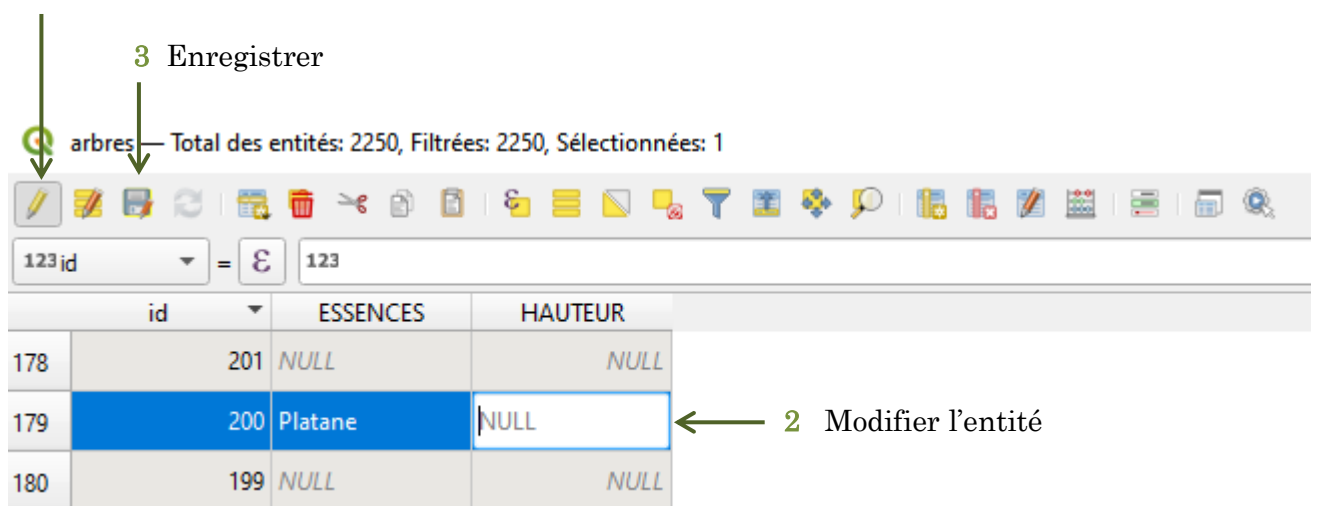 3 Enregistrer
arbres — Total des entités: 2250, Filtrées: 2250, Sélectionnées: 1
123 id = ε 123
id ESSENCES HAUTEUR
178 201 NULL NULL
179 200 Platane NULL 2 Modifier l’entité
180 199 NULL NULL